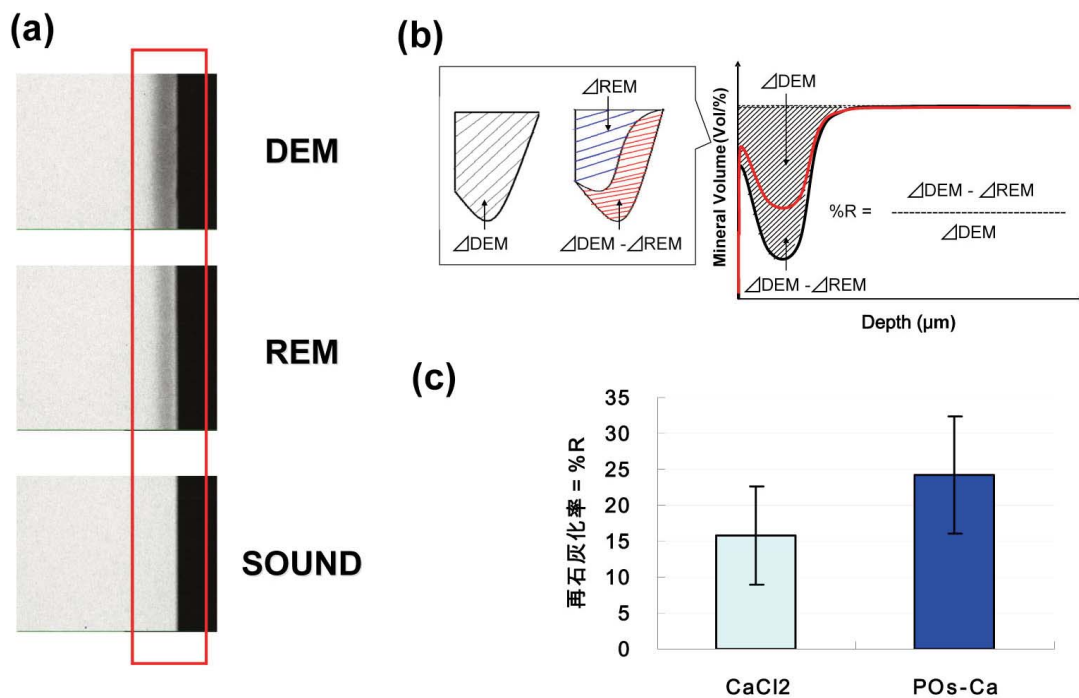 (a)
DEM
REM
SOUND
(b)
⊿REM
⊿DEM
⊿DEM - ⊿REM
Mineral Volume (Vol/%)
⊿DEM
⊿DEM - ⊿REM
%R =
⊿DEM - ⊿REM
⊿DEM
Depth (μm)
(c)
再石灰化率 = %R
35
30
25
20
15
10
5
0
CaCl2
POs-Ca